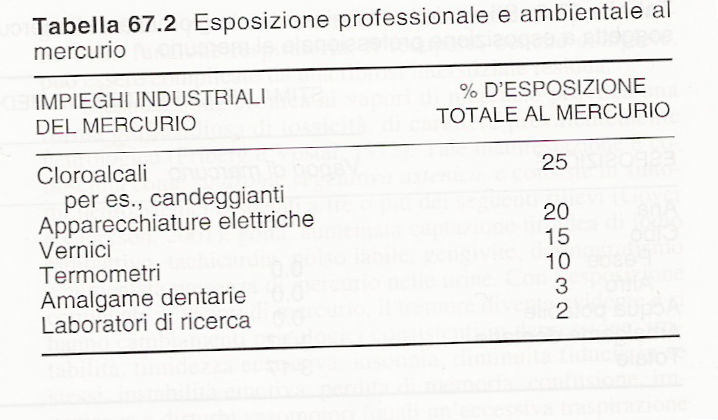 Tabella 67.2 Esposizione professionale e ambientale al
mercurio
IMPIEGHI INDUSTRIALI
DEL MERCURIO
% D'ESPOSIZIONE
TOTALE AL MERCURIO
Cloroalcali 25
per es., candeggianti
Apparecchiature elettriche 20
Vernici 15
Termometri 10
Amalgame dentarie 3
Laboratori di ricerca 2